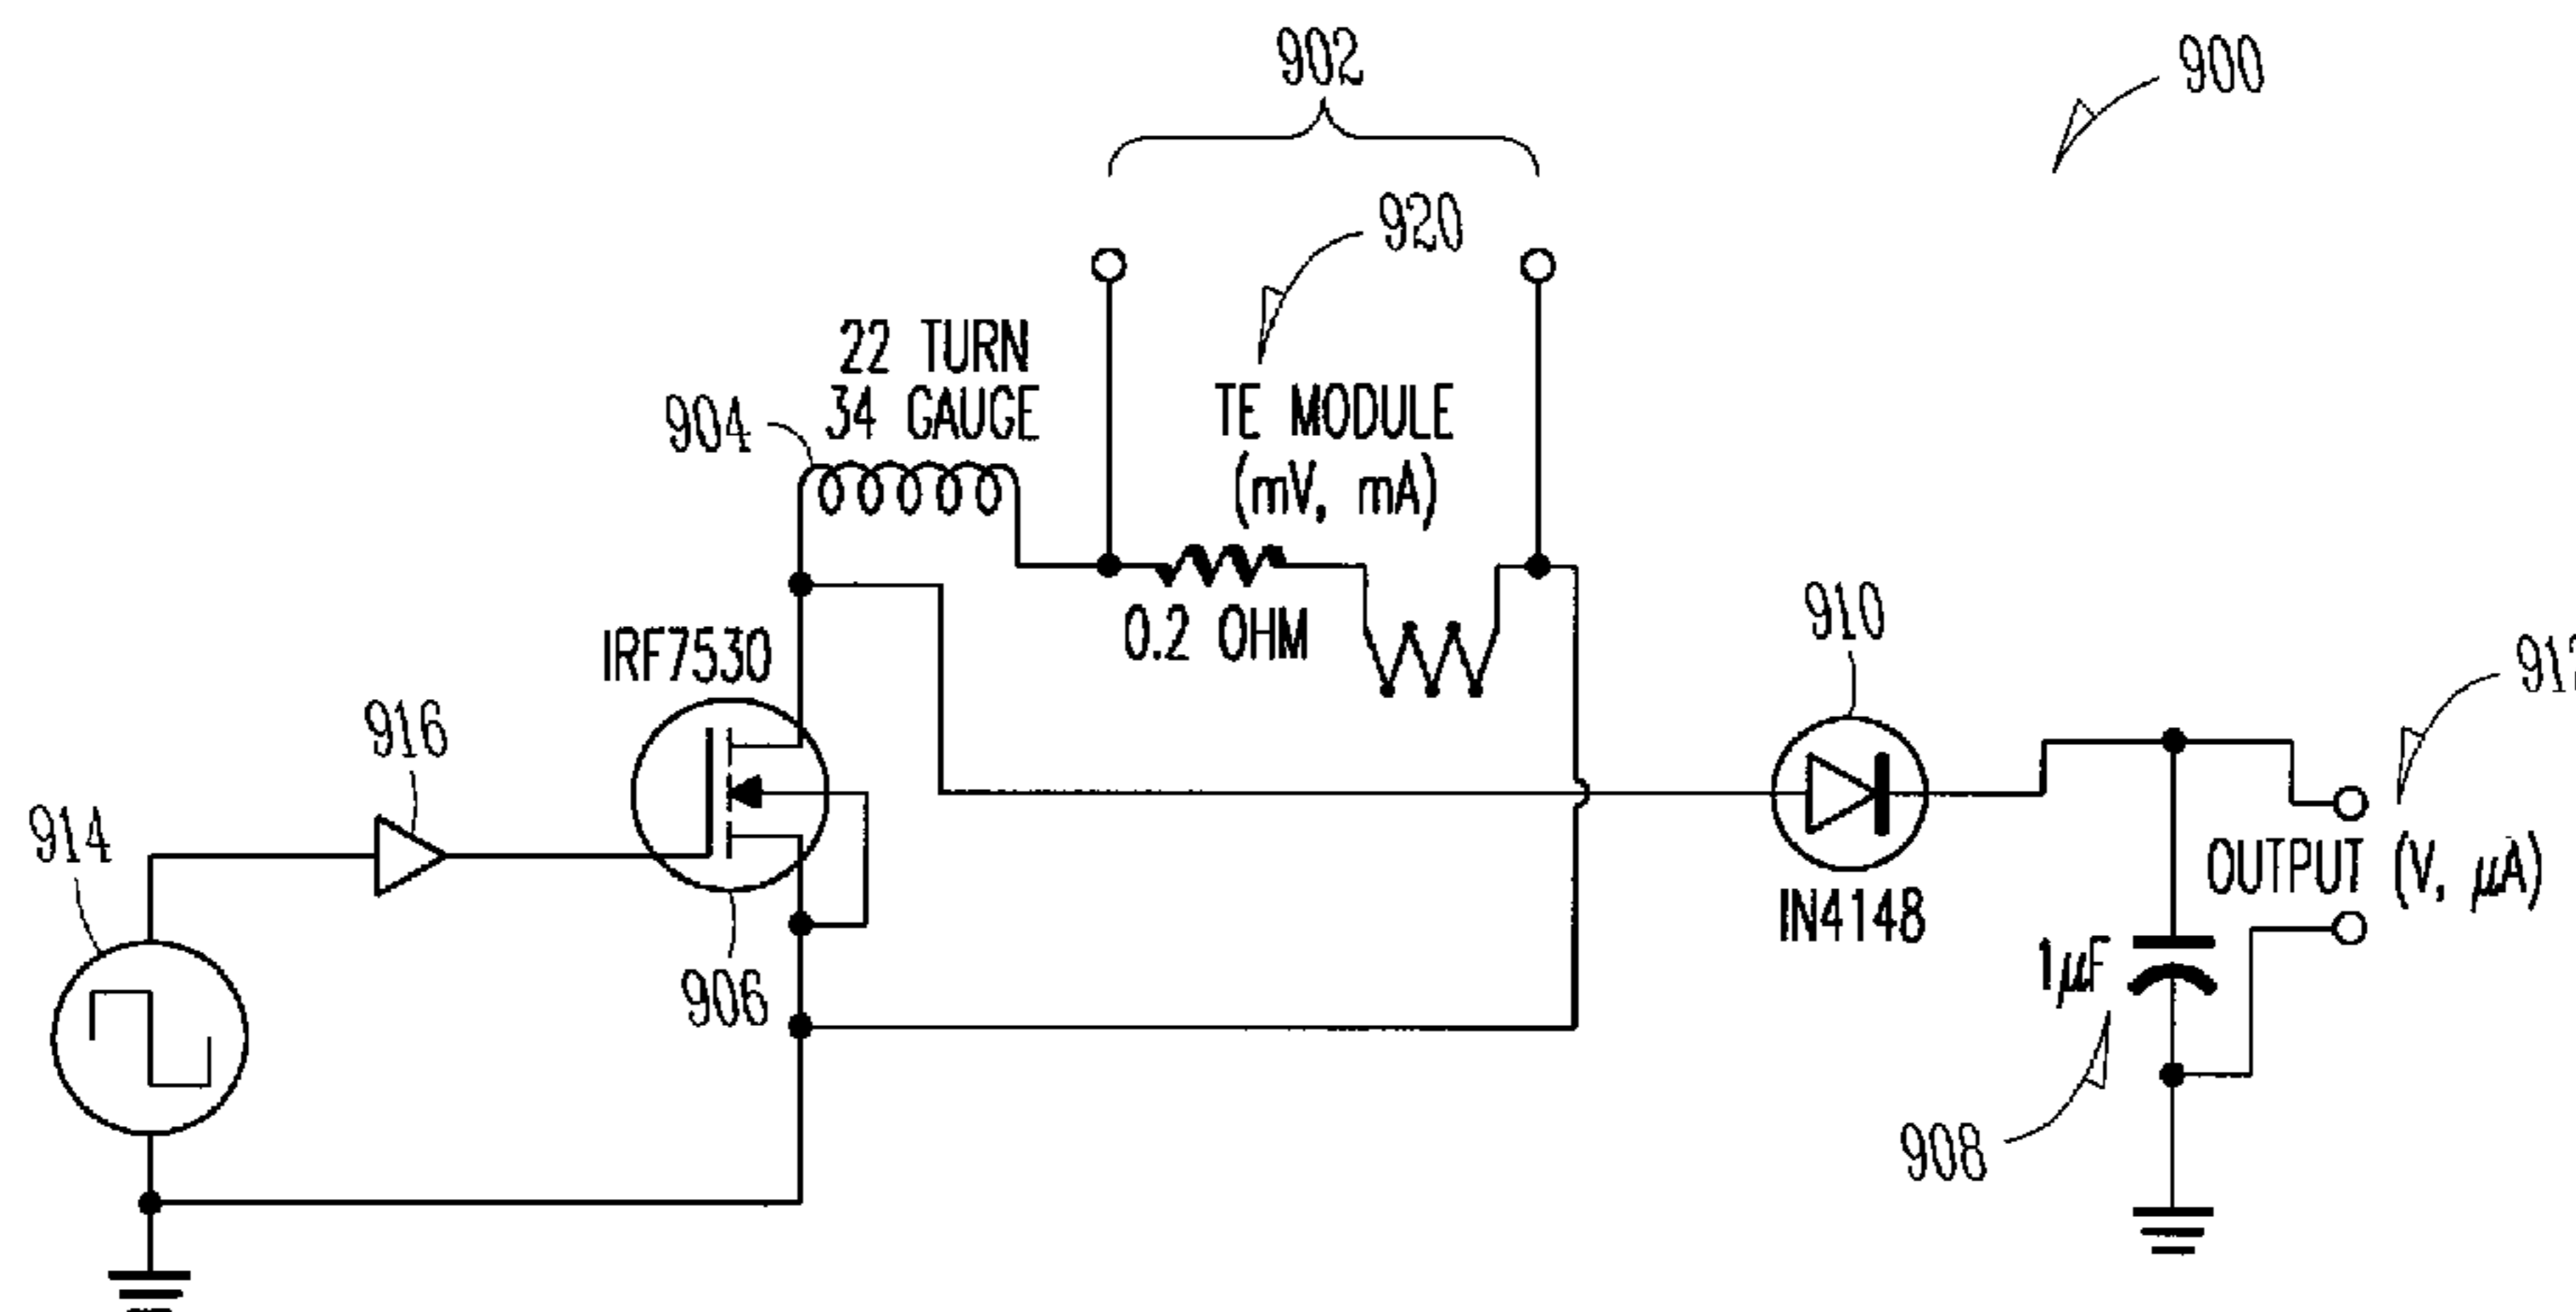 902
900
920
22 TURN
34 GAUGE
904
TE MODULE
(mV, mA)
0.2 OHM
IRF7530
910
916
914
OUTPUT (V, μA)
IN4148
1μF
906
908